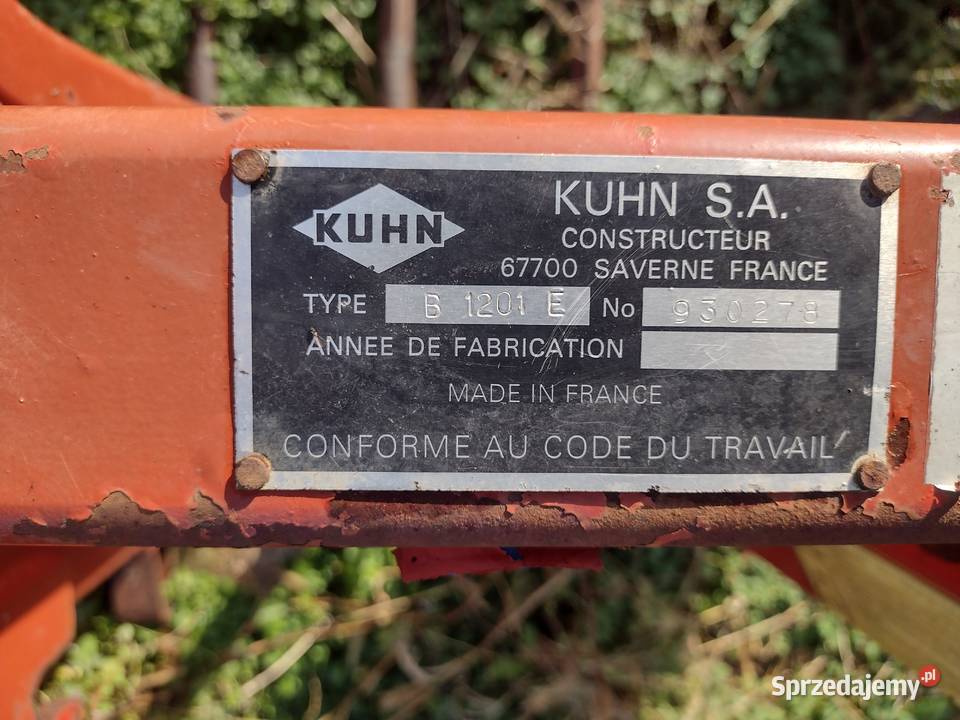 KUHN
KUHN S.A.
CONSTRUCTEUR
67700 SAVERNE FRANCE
TYPE B 1201 E No 930278
ANNEE DE FABRICATION
MADE IN FRANCE
CONFORME AU CODE DU TRAVAIL
Sprzedajemy.pl